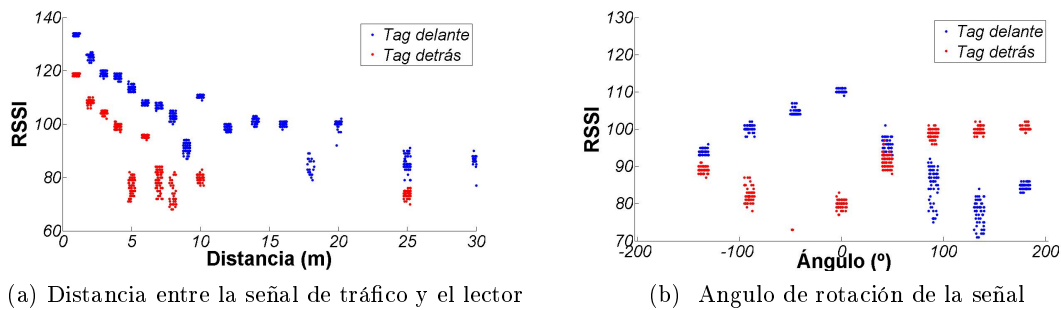 140
120
100
80
60
0
5
10
15
20
25
30
RSSI
Distancia (m)
Tag delante
Tag detrás
(a) Distancia entre la señal de tráfico y el lector
130
120
110
100
90
80
70
-200
-100
0
100
200
RSSI
Ángulo (º)
Tag delante
Tag detrás
(b) Angulo de rotación de la señal